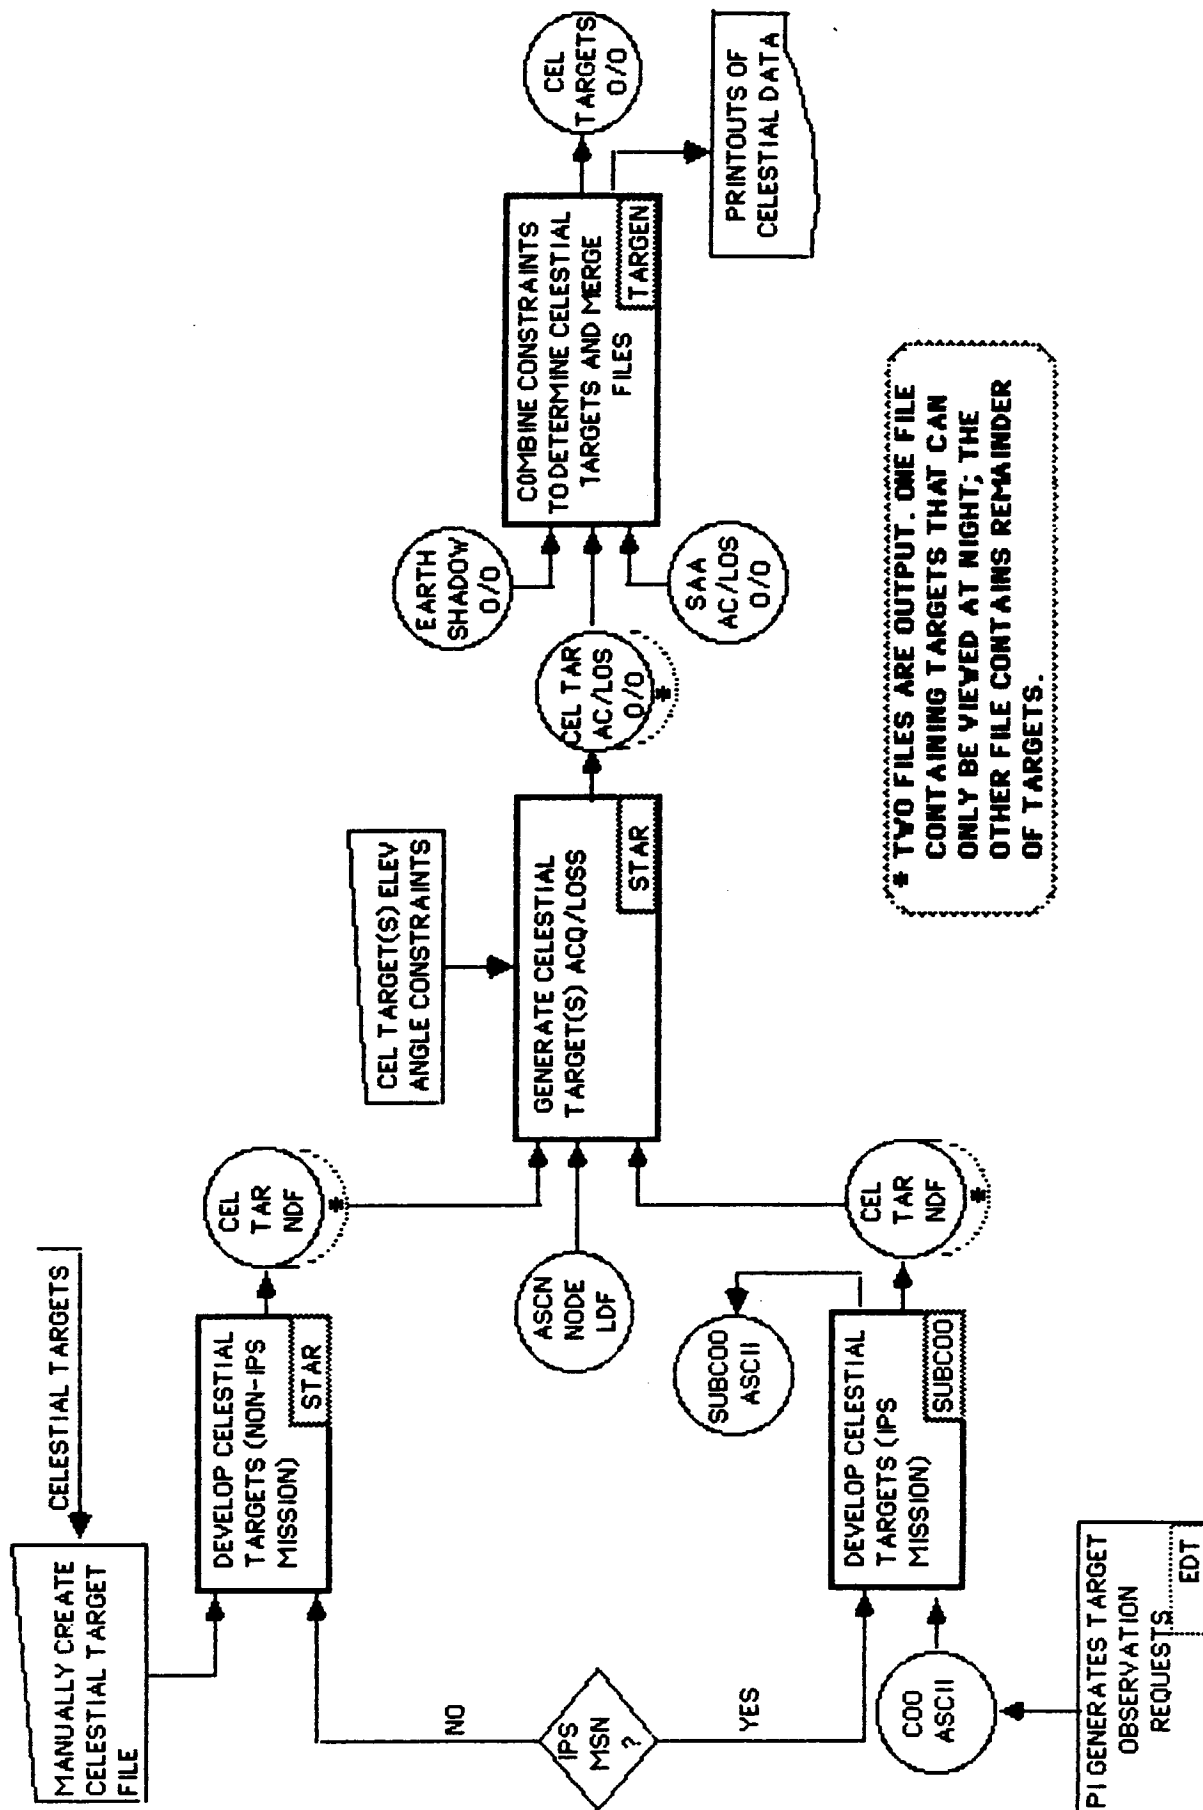 CELESTIAL TARGETS
MANUALLY CREATE
CELESTIAL TARGET
FILE
DEVELOP CELESTIAL
TARGETS (NON-IPS
MISSION)
STAR
CEL
TAR
NDF
*
NO
IPS
MSN
?
YES
COO
ASCII
PI GENERATES TARGET
OBSERVATION
REQUESTS
EDT
DEVELOP CELESTIAL
TARGETS (IPS
MISSION)
SUBCOO
SUBCOO
ASCII
CEL
TAR
NDF
*
ASCN
NODE
LDF
CEL TARGET(S) ELEV
ANGLE CONSTRAINTS
GENERATE CELESTIAL
TARGET(S) ACQ/LOSS
STAR
CEL TAR
AC/LOS
O/O
*
EARTH
SHADOW
O/O
SAA
AC/LOS
O/O
COMBINE CONSTRAINTS
TO DETERMINE CELESTIAL
TARGETS AND MERGE
FILES
TARGEN
CEL
TARGETS
O/O
PRINTOUTS OF
CELESTIAL DATA
* TWO FILES ARE OUTPUT. ONE FILE
CONTAINING TARGETS THAT CAN
ONLY BE VIEWED AT NIGHT; THE
OTHER FILE CONTAINS REMAINDER
OF TARGETS.